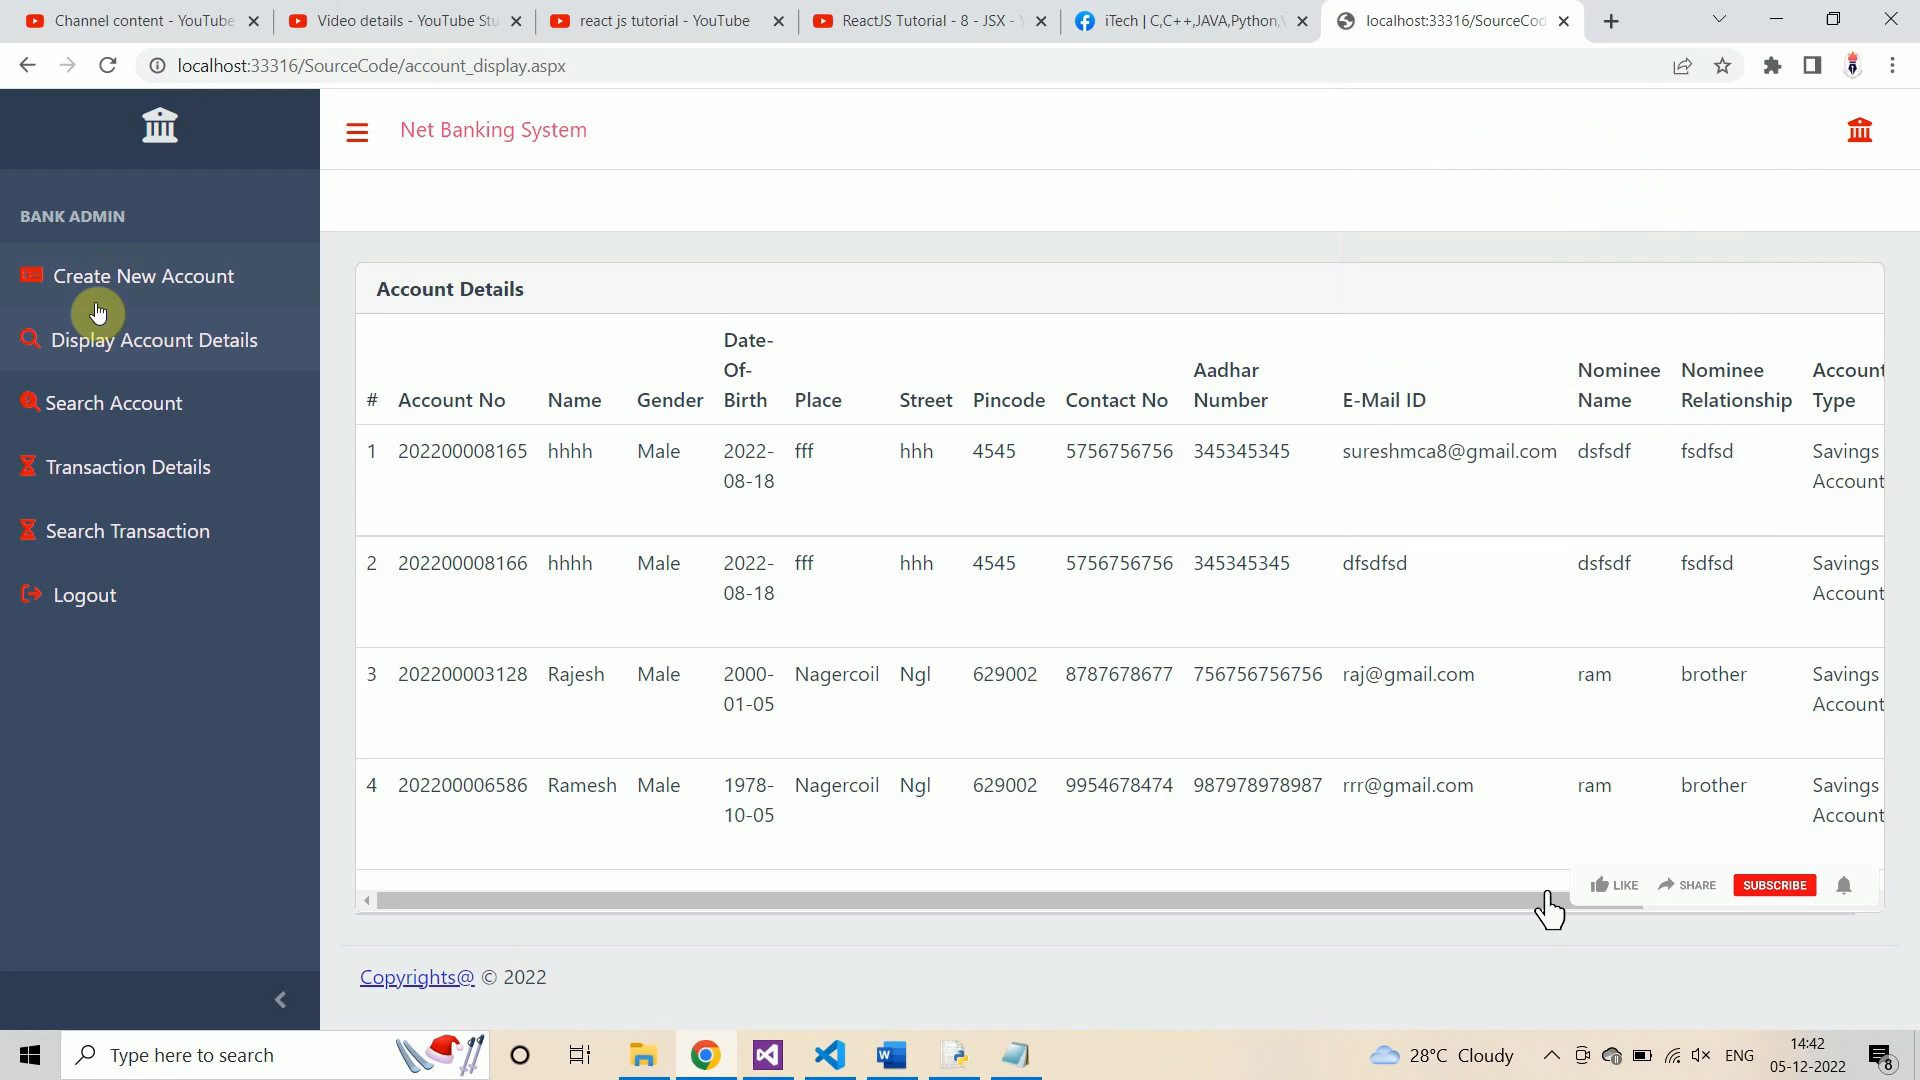 Channel content - YouTube
Video details - YouTube Stu
react js tutorial - YouTube
ReactJS Tutorial - 8 - JSX -
iTech | C,C++,JAVA,Python,
localhost:33316/SourceCod
localhost:33316/SourceCode/account_display.aspx
Net Banking System
BANK ADMIN
Create New Account
Display Account Details
Search Account
Transaction Details
Search Transaction
Logout
Account Details
# Account No Name Gender Date-Of-Birth Place Street Pincode Contact No Aadhar Number E-Mail ID Nominee Name Nominee Relationship Account Type
1 202200008165 hhhh Male 2022-08-18 fff hhh 4545 5756756756 345345345 sureshmca8@gmail.com dsfsdf fsdfsd Savings Account
2 202200008166 hhhh Male 2022-08-18 fff hhh 4545 5756756756 345345345 dfsdfsd dsfsdf fsdfsd Savings Account
3 202200003128 Rajesh Male 2000-01-05 Nagercoil Ngl 629002 8787678677 756756756756 raj@gmail.com ram brother Savings Account
4 202200006586 Ramesh Male 1978-10-05 Nagercoil Ngl 629002 9954678474 987978978987 rrr@gmail.com ram brother Savings Account
LIKE SHARE SUBSCRIBE
Copyrights@ © 2022
Type here to search
28°C Cloudy
ENG
14:42
05-12-2022
8